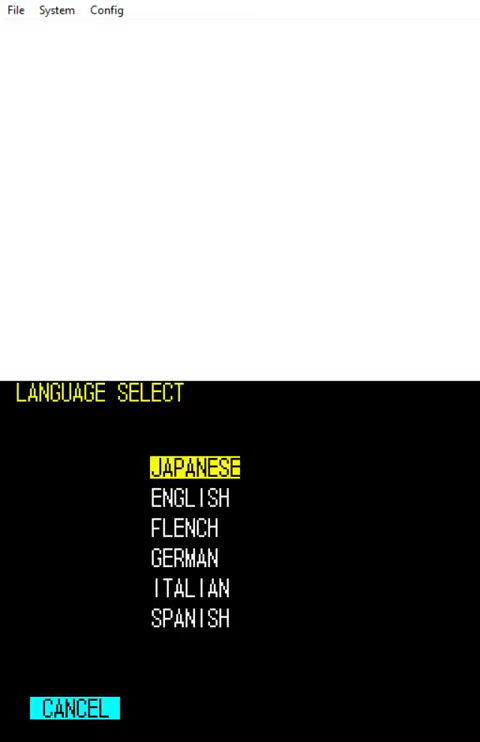 File System Config
LANGUAGE SELECT
JAPANESE
ENGLISH
FLENCH
GERMAN
ITALIAN
SPANISH
CANCEL